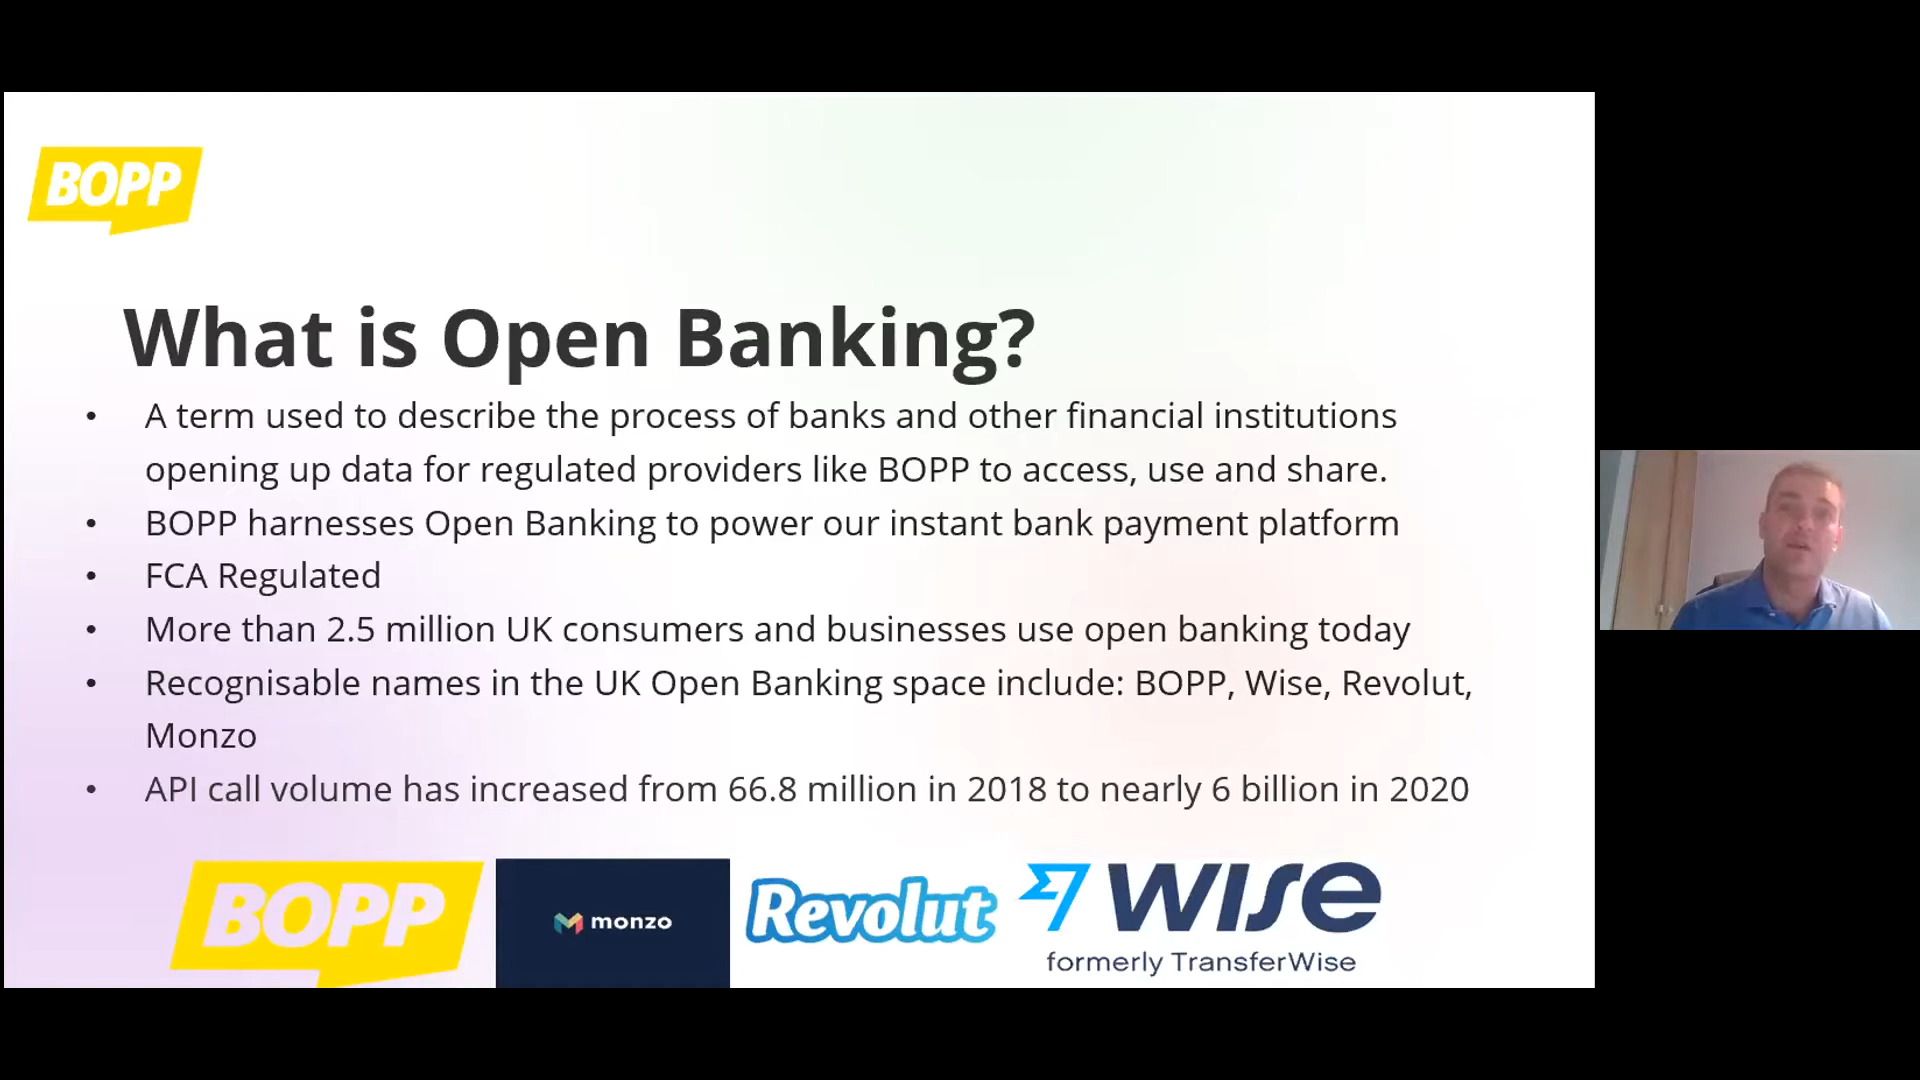 BOPP
What is Open Banking?
• A term used to describe the process of banks and other financial institutions
opening up data for regulated providers like BOPP to access, use and share.
• BOPP harnesses Open Banking to power our instant bank payment platform
• FCA Regulated
• More than 2.5 million UK consumers and businesses use open banking today
• Recognisable names in the UK Open Banking space include: BOPP, Wise, Revolut,
Monzo
• API call volume has increased from 66.8 million in 2018 to nearly 6 billion in 2020
BOPP
monzo
Revolut
WISE
formerly TransferWise